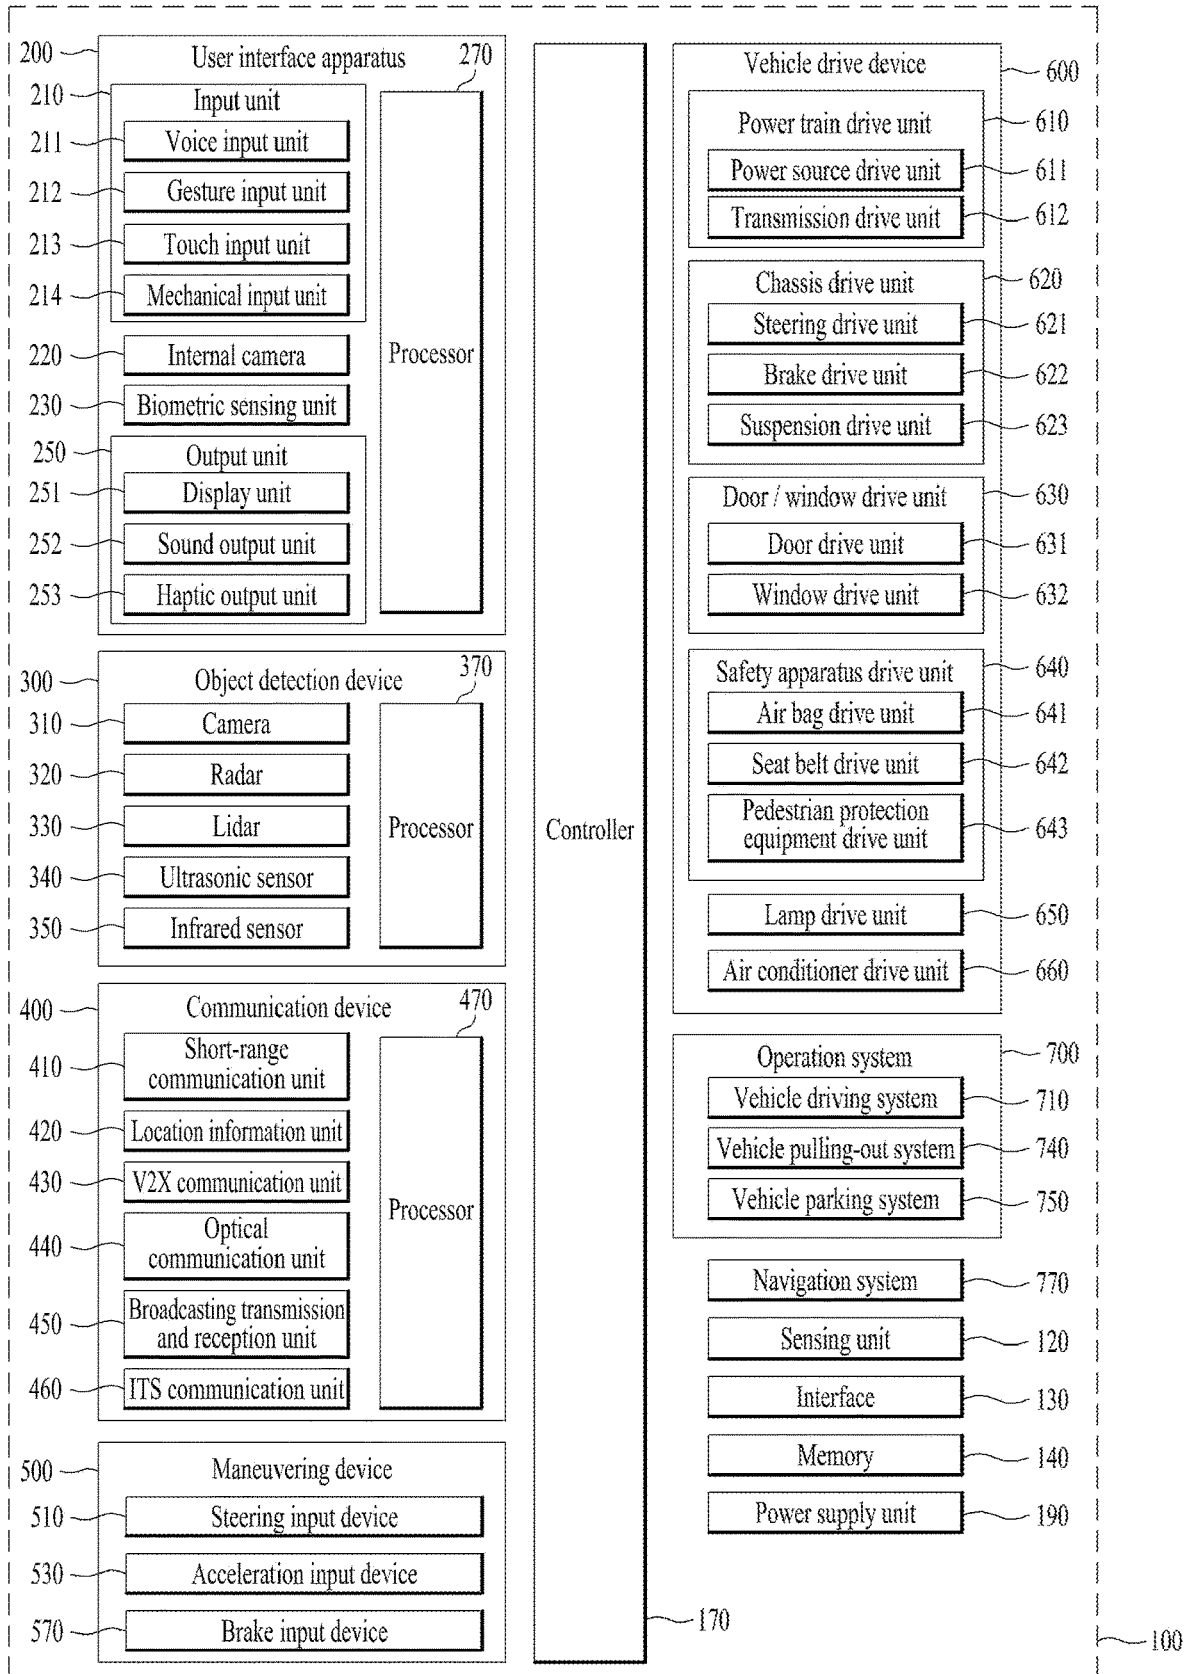 200
User interface apparatus
270
210
Input unit
211
Voice input unit
212
Gesture input unit
213
Touch input unit
214
Mechanical input unit
220
Internal camera
230
Biometric sensing unit
Processor
250
Output unit
251
Display unit
252
Sound output unit
253
Haptic output unit
300
Object detection device
370
310
Camera
320
Radar
330
Lidar
340
Ultrasonic sensor
350
Infrared sensor
Processor
400
Communication device
470
410
Short-range
communication unit
420
Location information unit
430
V2X communication unit
440
Optical
communication unit
450
Broadcasting transmission
and reception unit
460
ITS communication unit
Processor
500
Maneuvering device
510
Steering input device
530
Acceleration input device
570
Brake input device
Controller
170
Vehicle drive device
600
Power train drive unit
610
Power source drive unit
611
Transmission drive unit
612
Chassis drive unit
620
Steering drive unit
621
Brake drive unit
622
Suspension drive unit
623
Door / window drive unit
630
Door drive unit
631
Window drive unit
632
Safety apparatus drive unit
640
Air bag drive unit
641
Seat belt drive unit
642
Pedestrian protection
equipment drive unit
643
Lamp drive unit
650
Air conditioner drive unit
660
Operation system
700
Vehicle driving system
710
Vehicle pulling-out system
740
Vehicle parking system
750
Navigation system
770
Sensing unit
120
Interface
130
Memory
140
Power supply unit
190
100